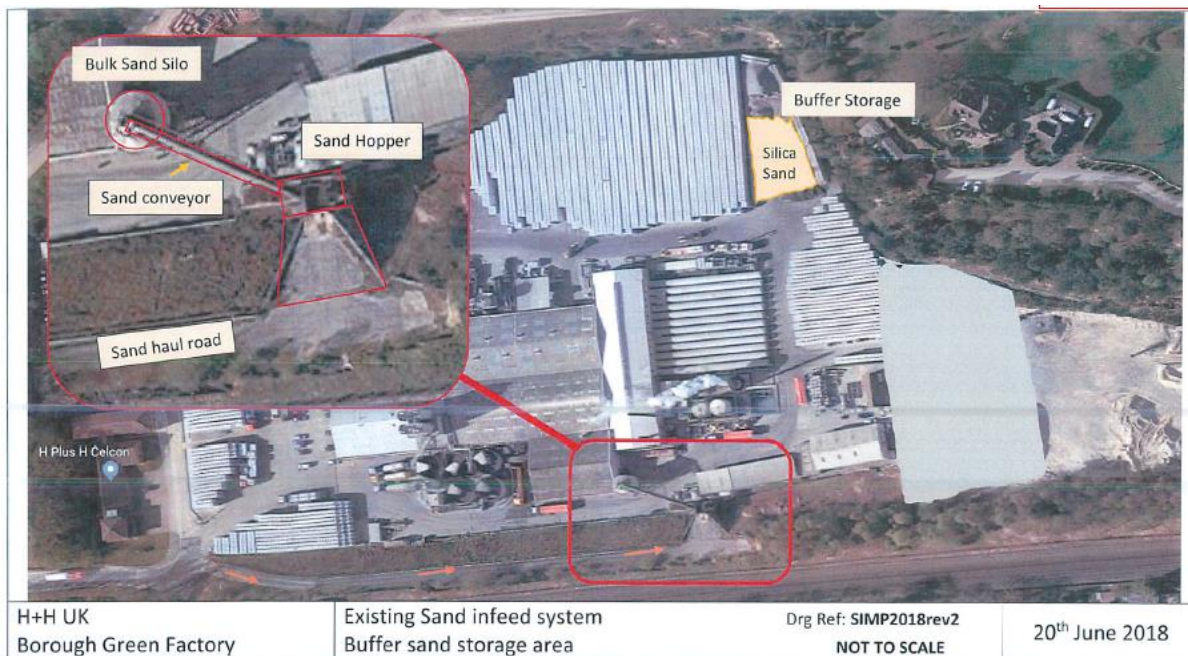 Bulk Sand Silo
Sand Hopper
Sand conveyor
Sand haul road
Buffer Storage
Silica
Sand
H Plus H Celcon
H+H UK
Borough Green Factory
Existing Sand infeed system
Buffer sand storage area
Drg Ref: SIMP2018rev2
NOT TO SCALE
20th June 2018